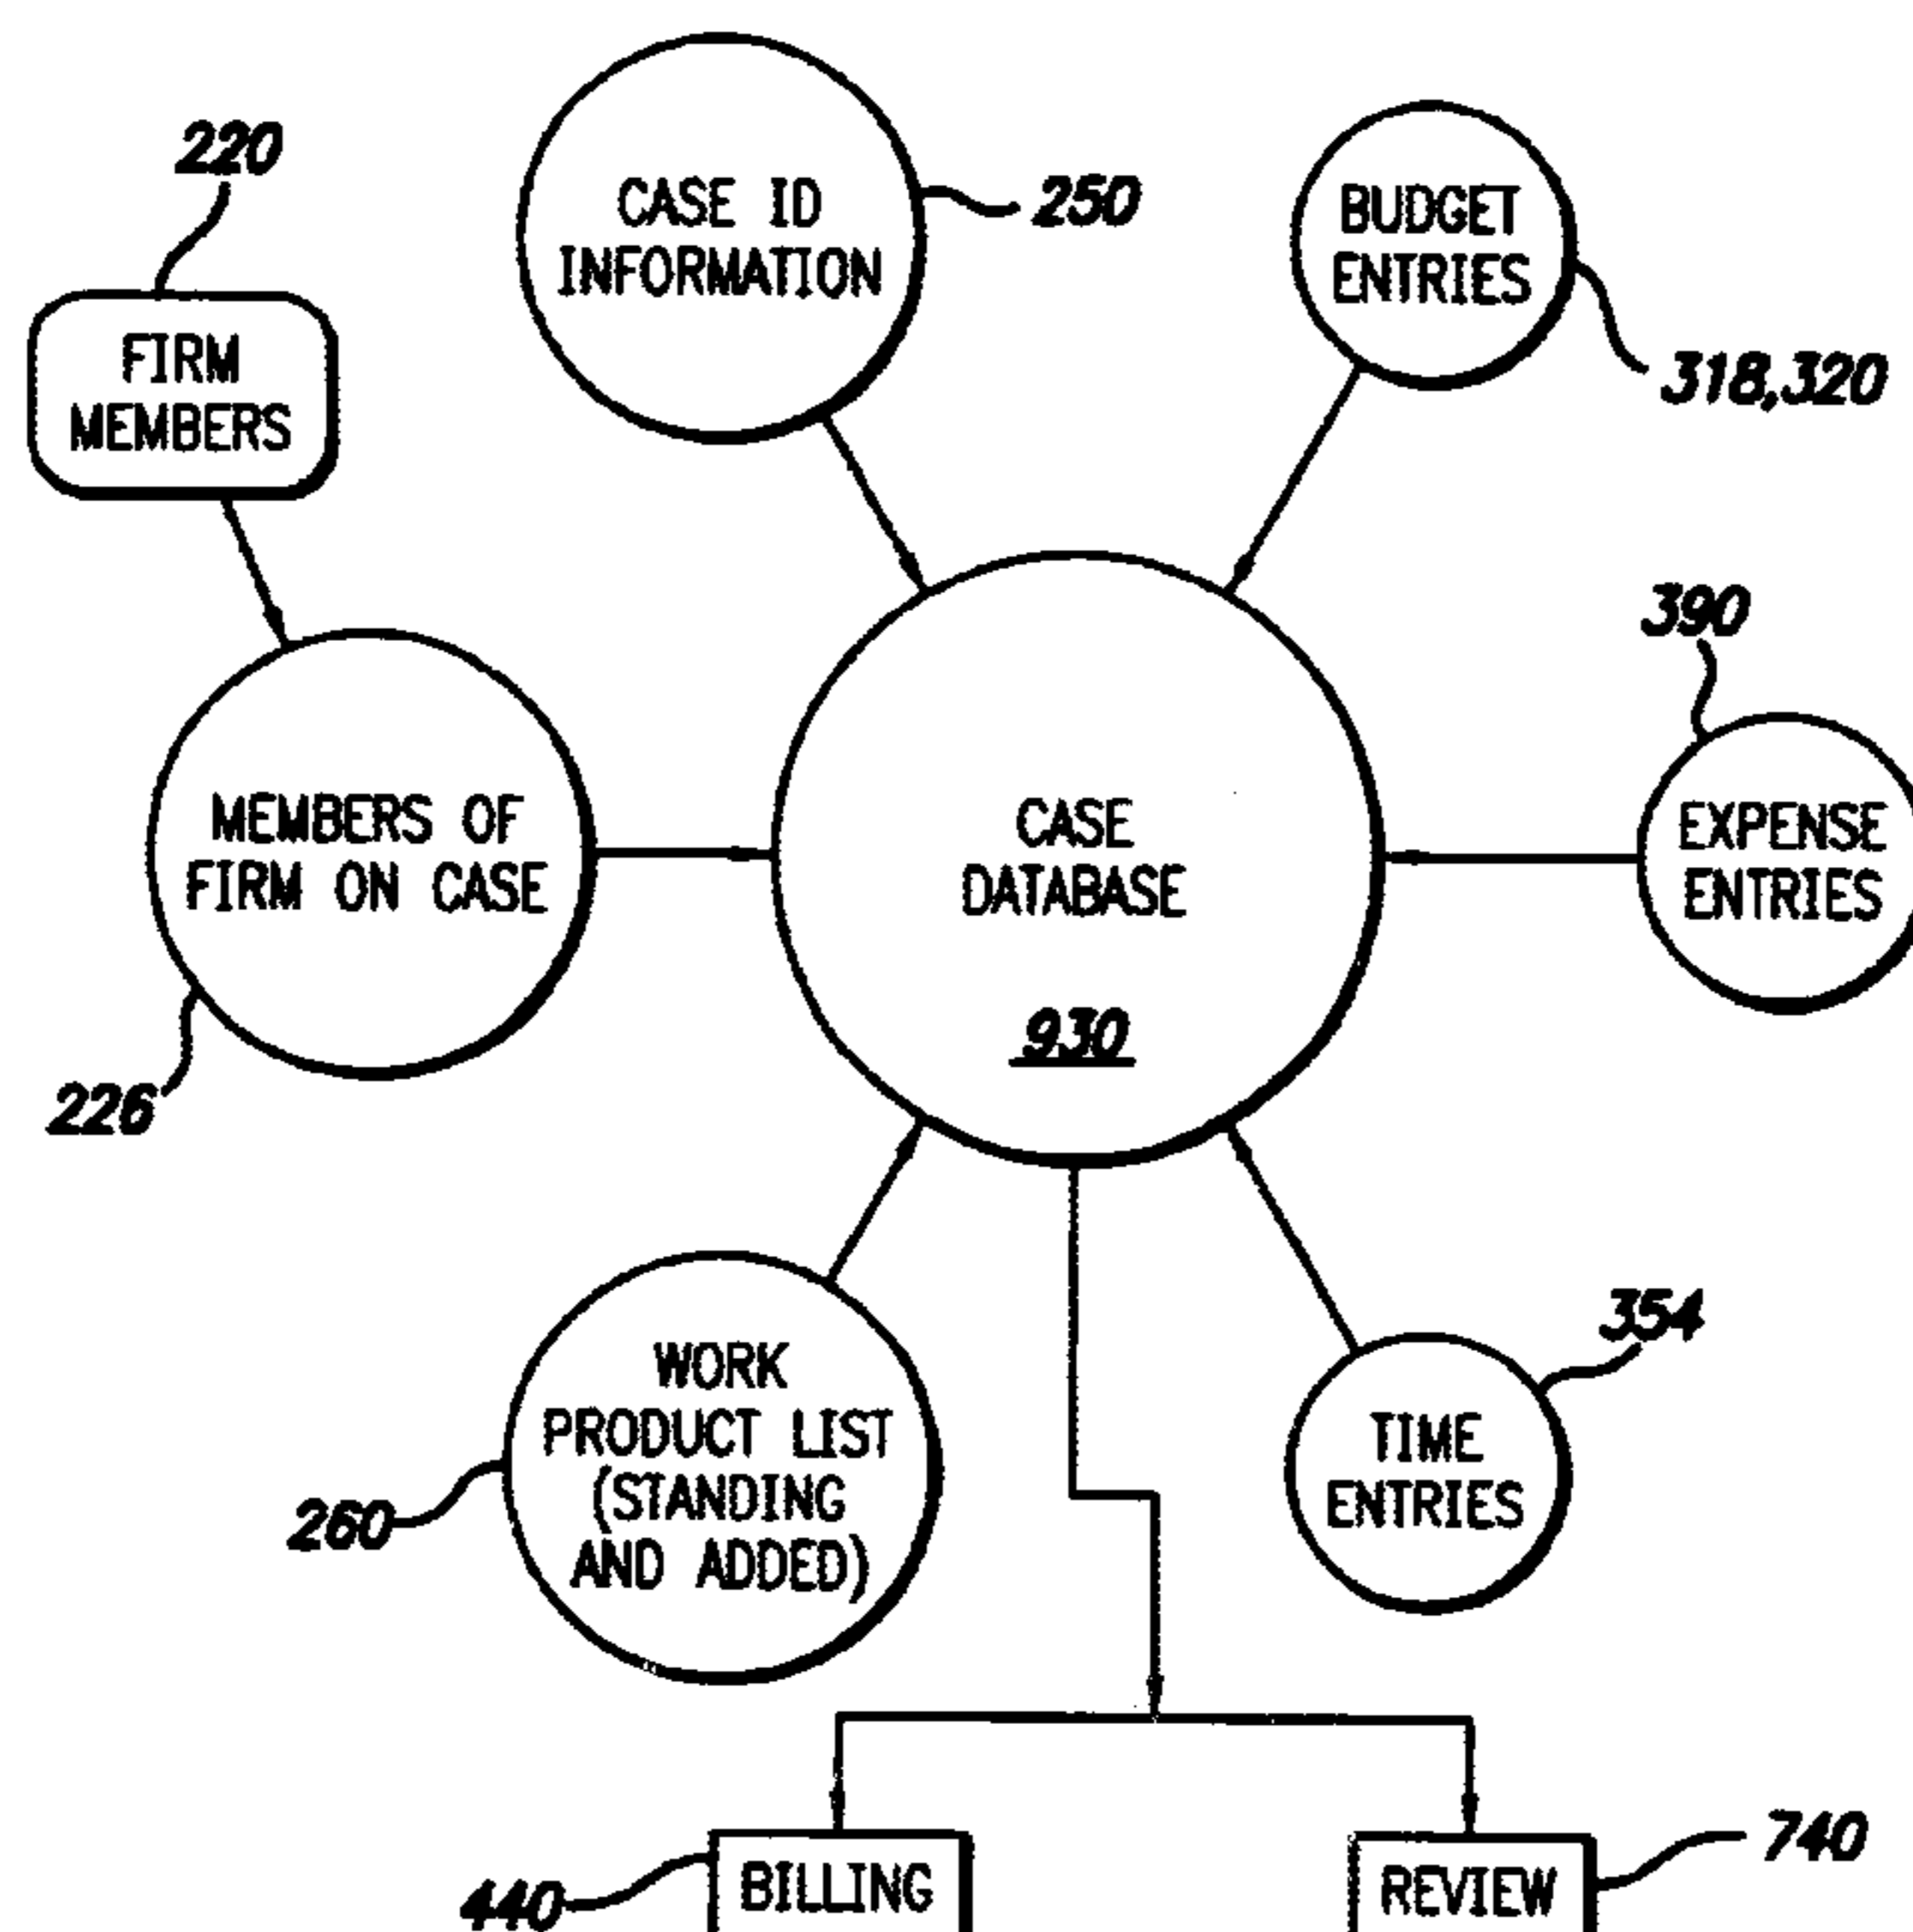 220
CASE ID
INFORMATION
250
BUDGET
ENTRIES
318,320
FIRM
MEMBERS
390
MEMBERS OF
FIRM ON CASE
226
CASE
DATABASE
930
EXPENSE
ENTRIES
WORK
PRODUCT LIST
(STANDING
AND ADDED)
260
354
TIME
ENTRIES
440
BILLING
REVIEW
740